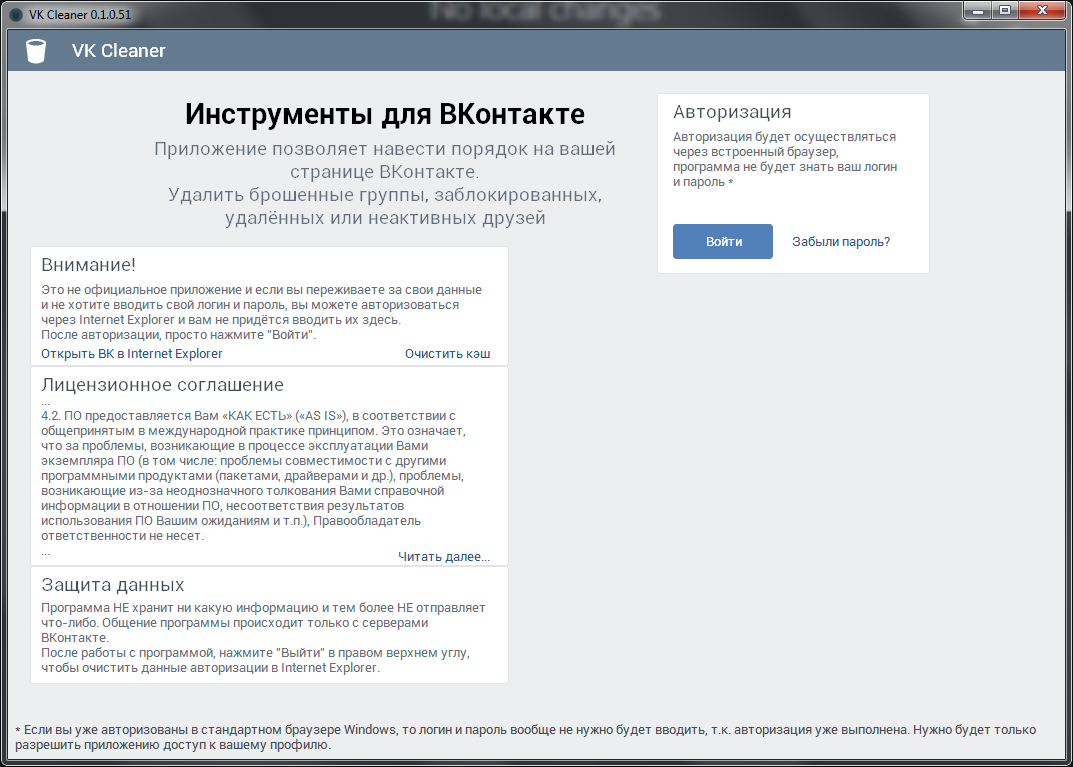 No local changes
VK Cleaner 0.1.0.51
VK Cleaner
Инструменты для ВКонтакте
Приложение позволяет навести порядок на вашей
странице ВКонтакте.
Удалить брошенные группы, заблокированных,
удалённых или неактивных друзей
Внимание!
Это не официальное приложение и если вы переживаете за свои данные
и не хотите вводить свой логин и пароль, вы можете авторизоваться
через Internet Explorer и вам не придётся вводить их здесь.
После авторизации, просто нажмите "Войти".
Открыть ВК в Internet Explorer
Очистить кэш
Лицензионное соглашение
...
4.2. ПО предоставляется Вам «КАК ЕСТЬ» («AS IS»), в соответствии с
общепринятым в международной практике принципом. Это означает,
что за проблемы, возникающие в процессе эксплуатации Вами
экземпляра ПО (в том числе: проблемы совместимости с другими
программными продуктами (пакетами, драйверами и др.), проблемы,
возникающие из-за неоднозначного толкования Вами справочной
информации в отношении ПО, несоответствия результатов
использования ПО Вашим ожиданиям и т.п.), Правообладатель
ответственности не несет.
...
Читать далее...
Защита данных
Программа НЕ хранит ни какую информацию и тем более НЕ отправляет
что-либо. Общение программы происходит только с серверами
ВКонтакте.
После работы с программой, нажмите "Выйти" в правом верхнем углу,
чтобы очистить данные авторизации в Internet Explorer.
Авторизация
Авторизация будет осуществляться
через встроенный браузер,
программа не будет знать ваш логин
и пароль *
Войти
Забыли пароль?
* Если вы уже авторизованы в стандартном браузере Windows, то логин и пароль вообще не нужно будет вводить, т.к. авторизация уже выполнена. Нужно будет только
разрешить приложению доступ к вашему профилю.